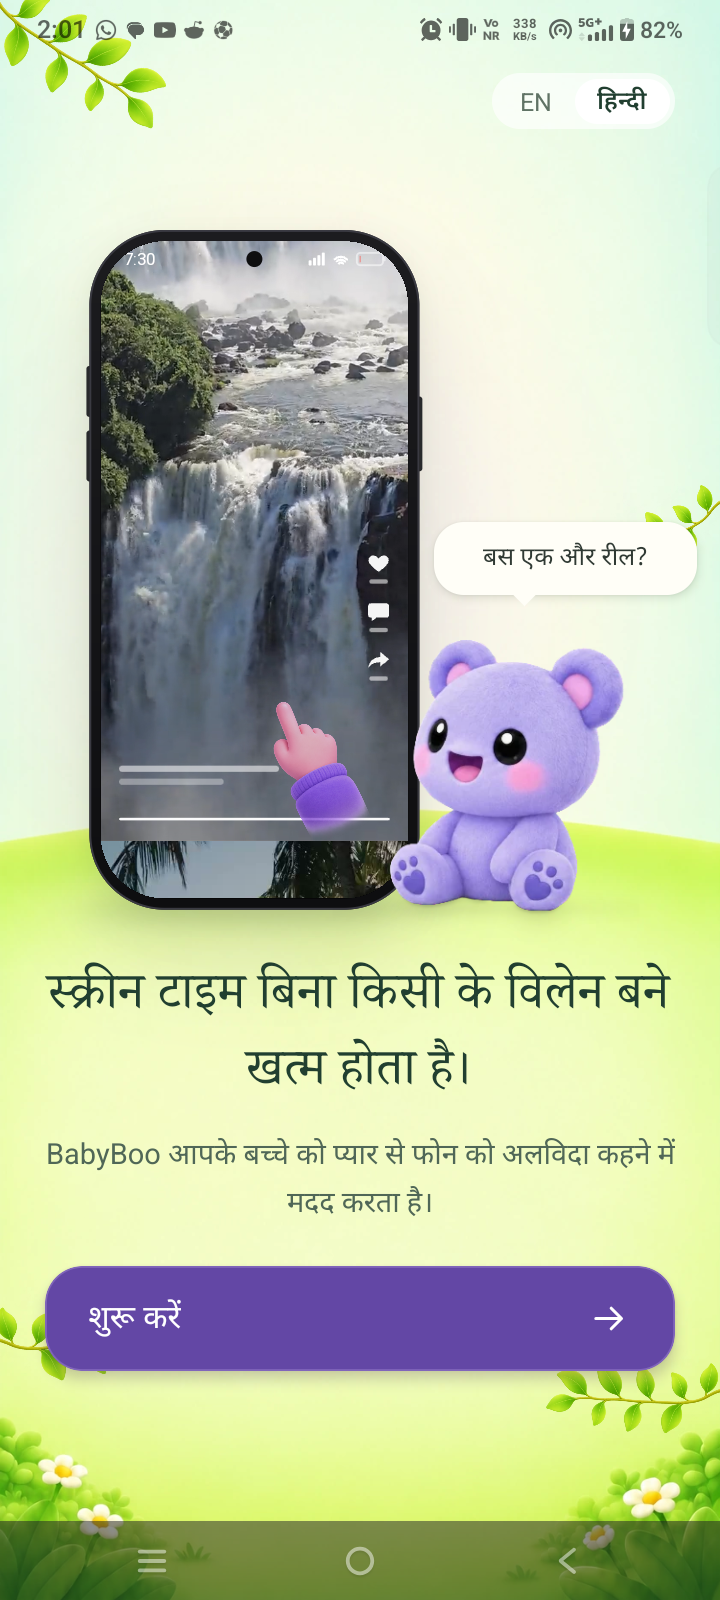 2:01
Vo NR
338 KB/s
5G+
82%
EN
हिन्दी
7:30
बस एक और रील?
स्क्रीन टाइम बिना किसी के विलेन बने
खत्म होता है।
BabyBoo आपके बच्चे को प्यार से फोन को अलविदा कहने में
मदद करता है।
शुरू करें